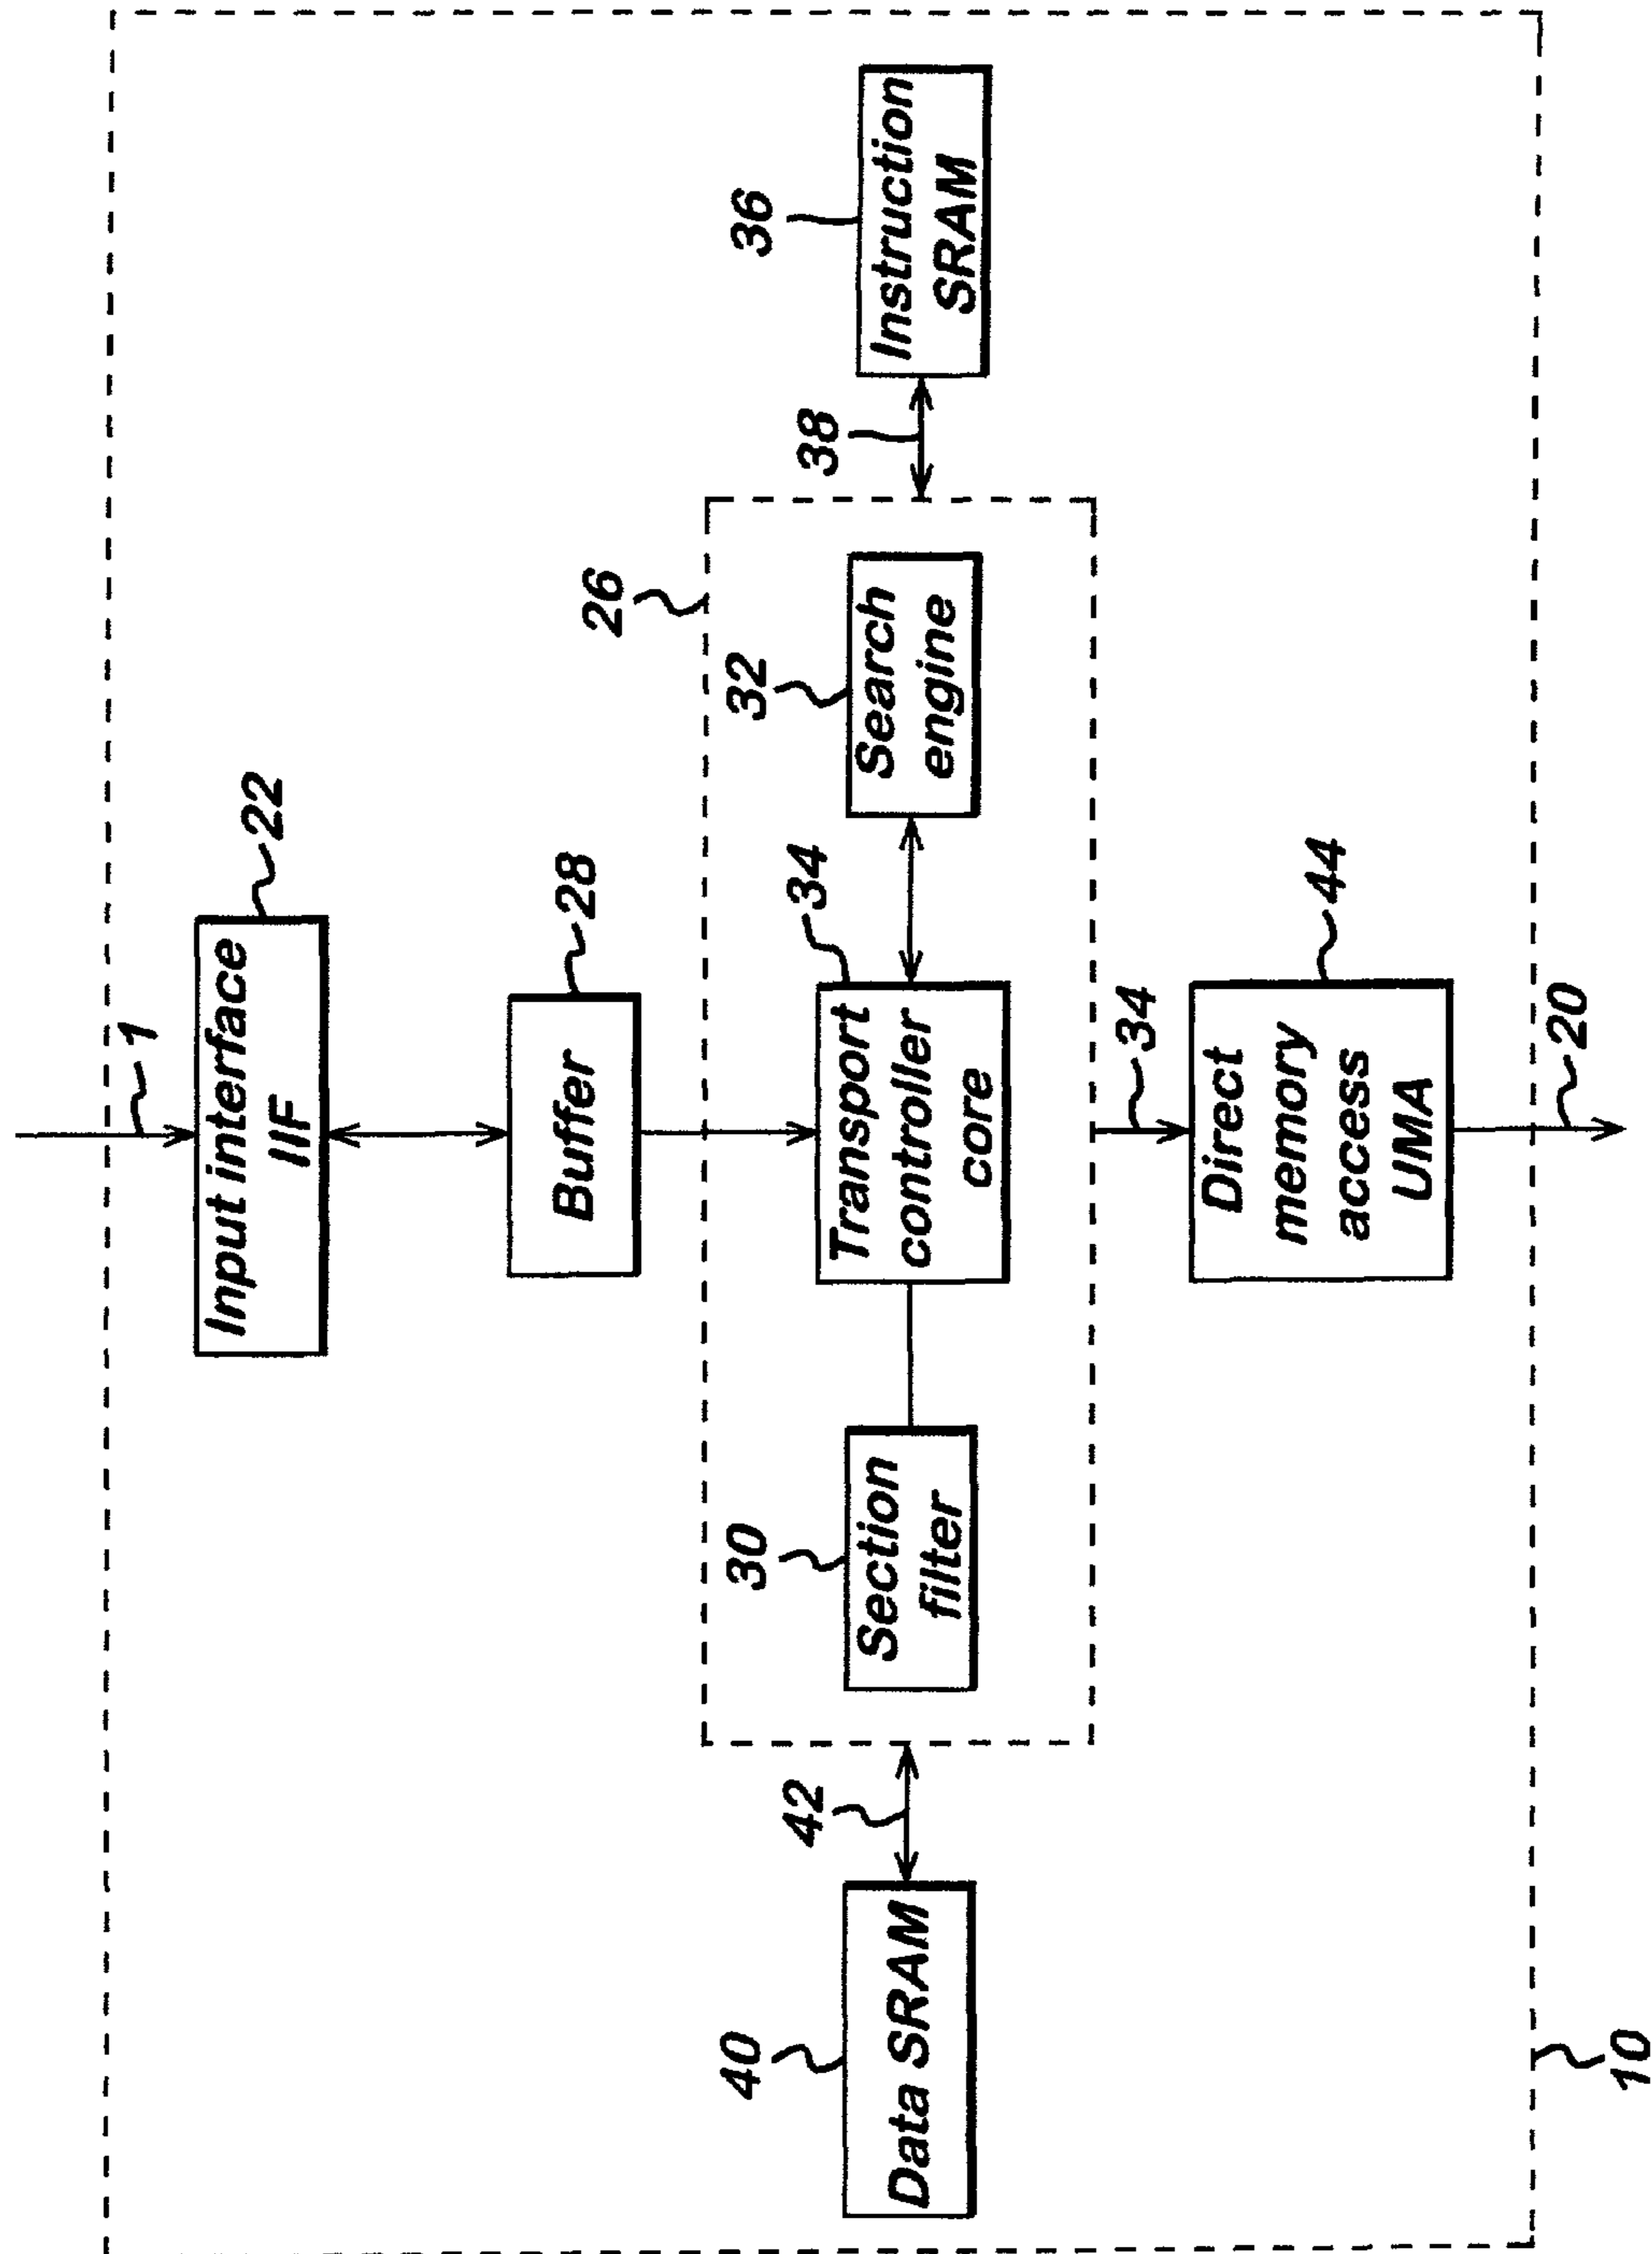 1
Input interface
IIF
22
Buffer
28
26
40
Data SRAM
42
30
Section
filter
34
Transport
controller
core
32
Search
engine
38
36
Instruction
SRAM
34
Direct
memory
access
UMA
44
20
10